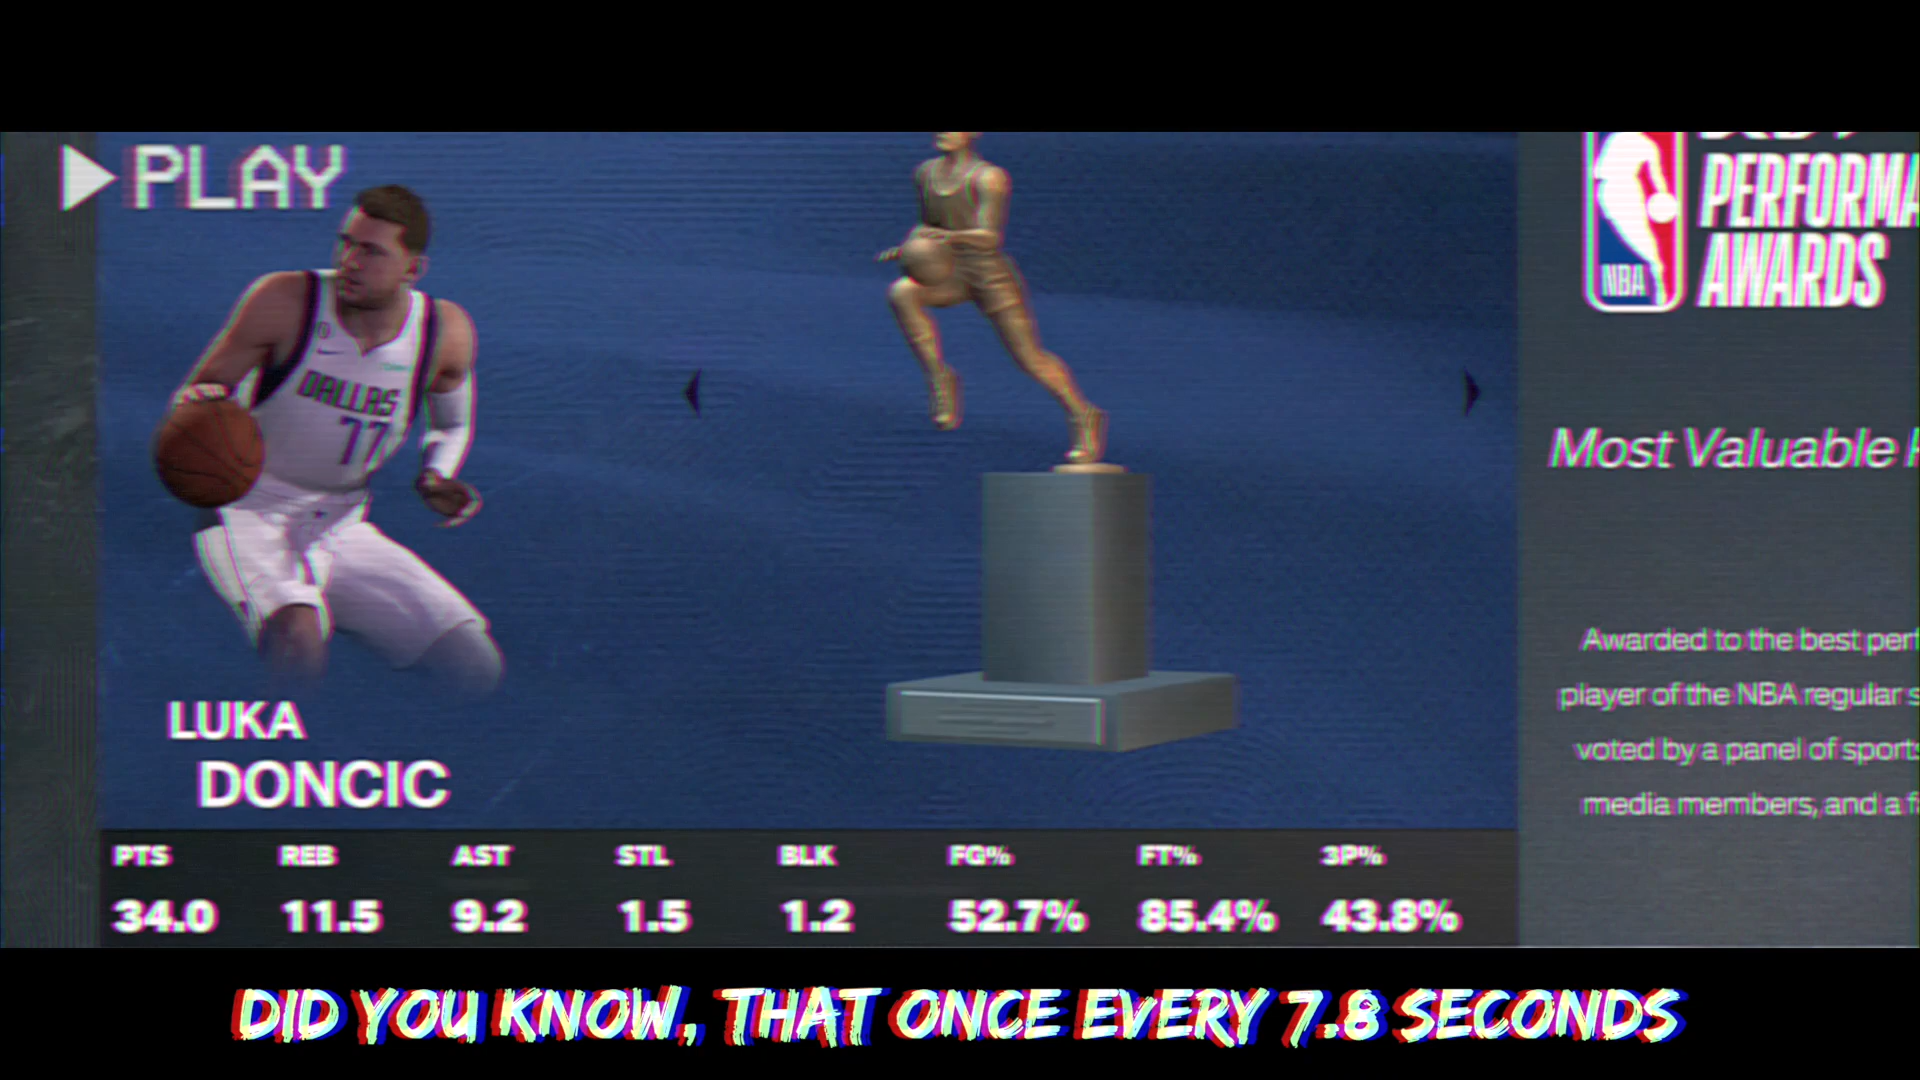 PLAY
NBA
PERFORMA
AWARDS
DALLAS
77
Most Valuable
Awarded to the best perf
player of the NBA regular s
voted by a panel of sports
media members, and a fa
LUKA
DONCIC
PTS REB AST STL BLK FG% FT% 3P%
34.0 11.5 9.2 1.5 1.2 52.7% 85.4% 43.8%
DID YOU KNOW, THAT ONCE EVERY 7.8 SECONDS